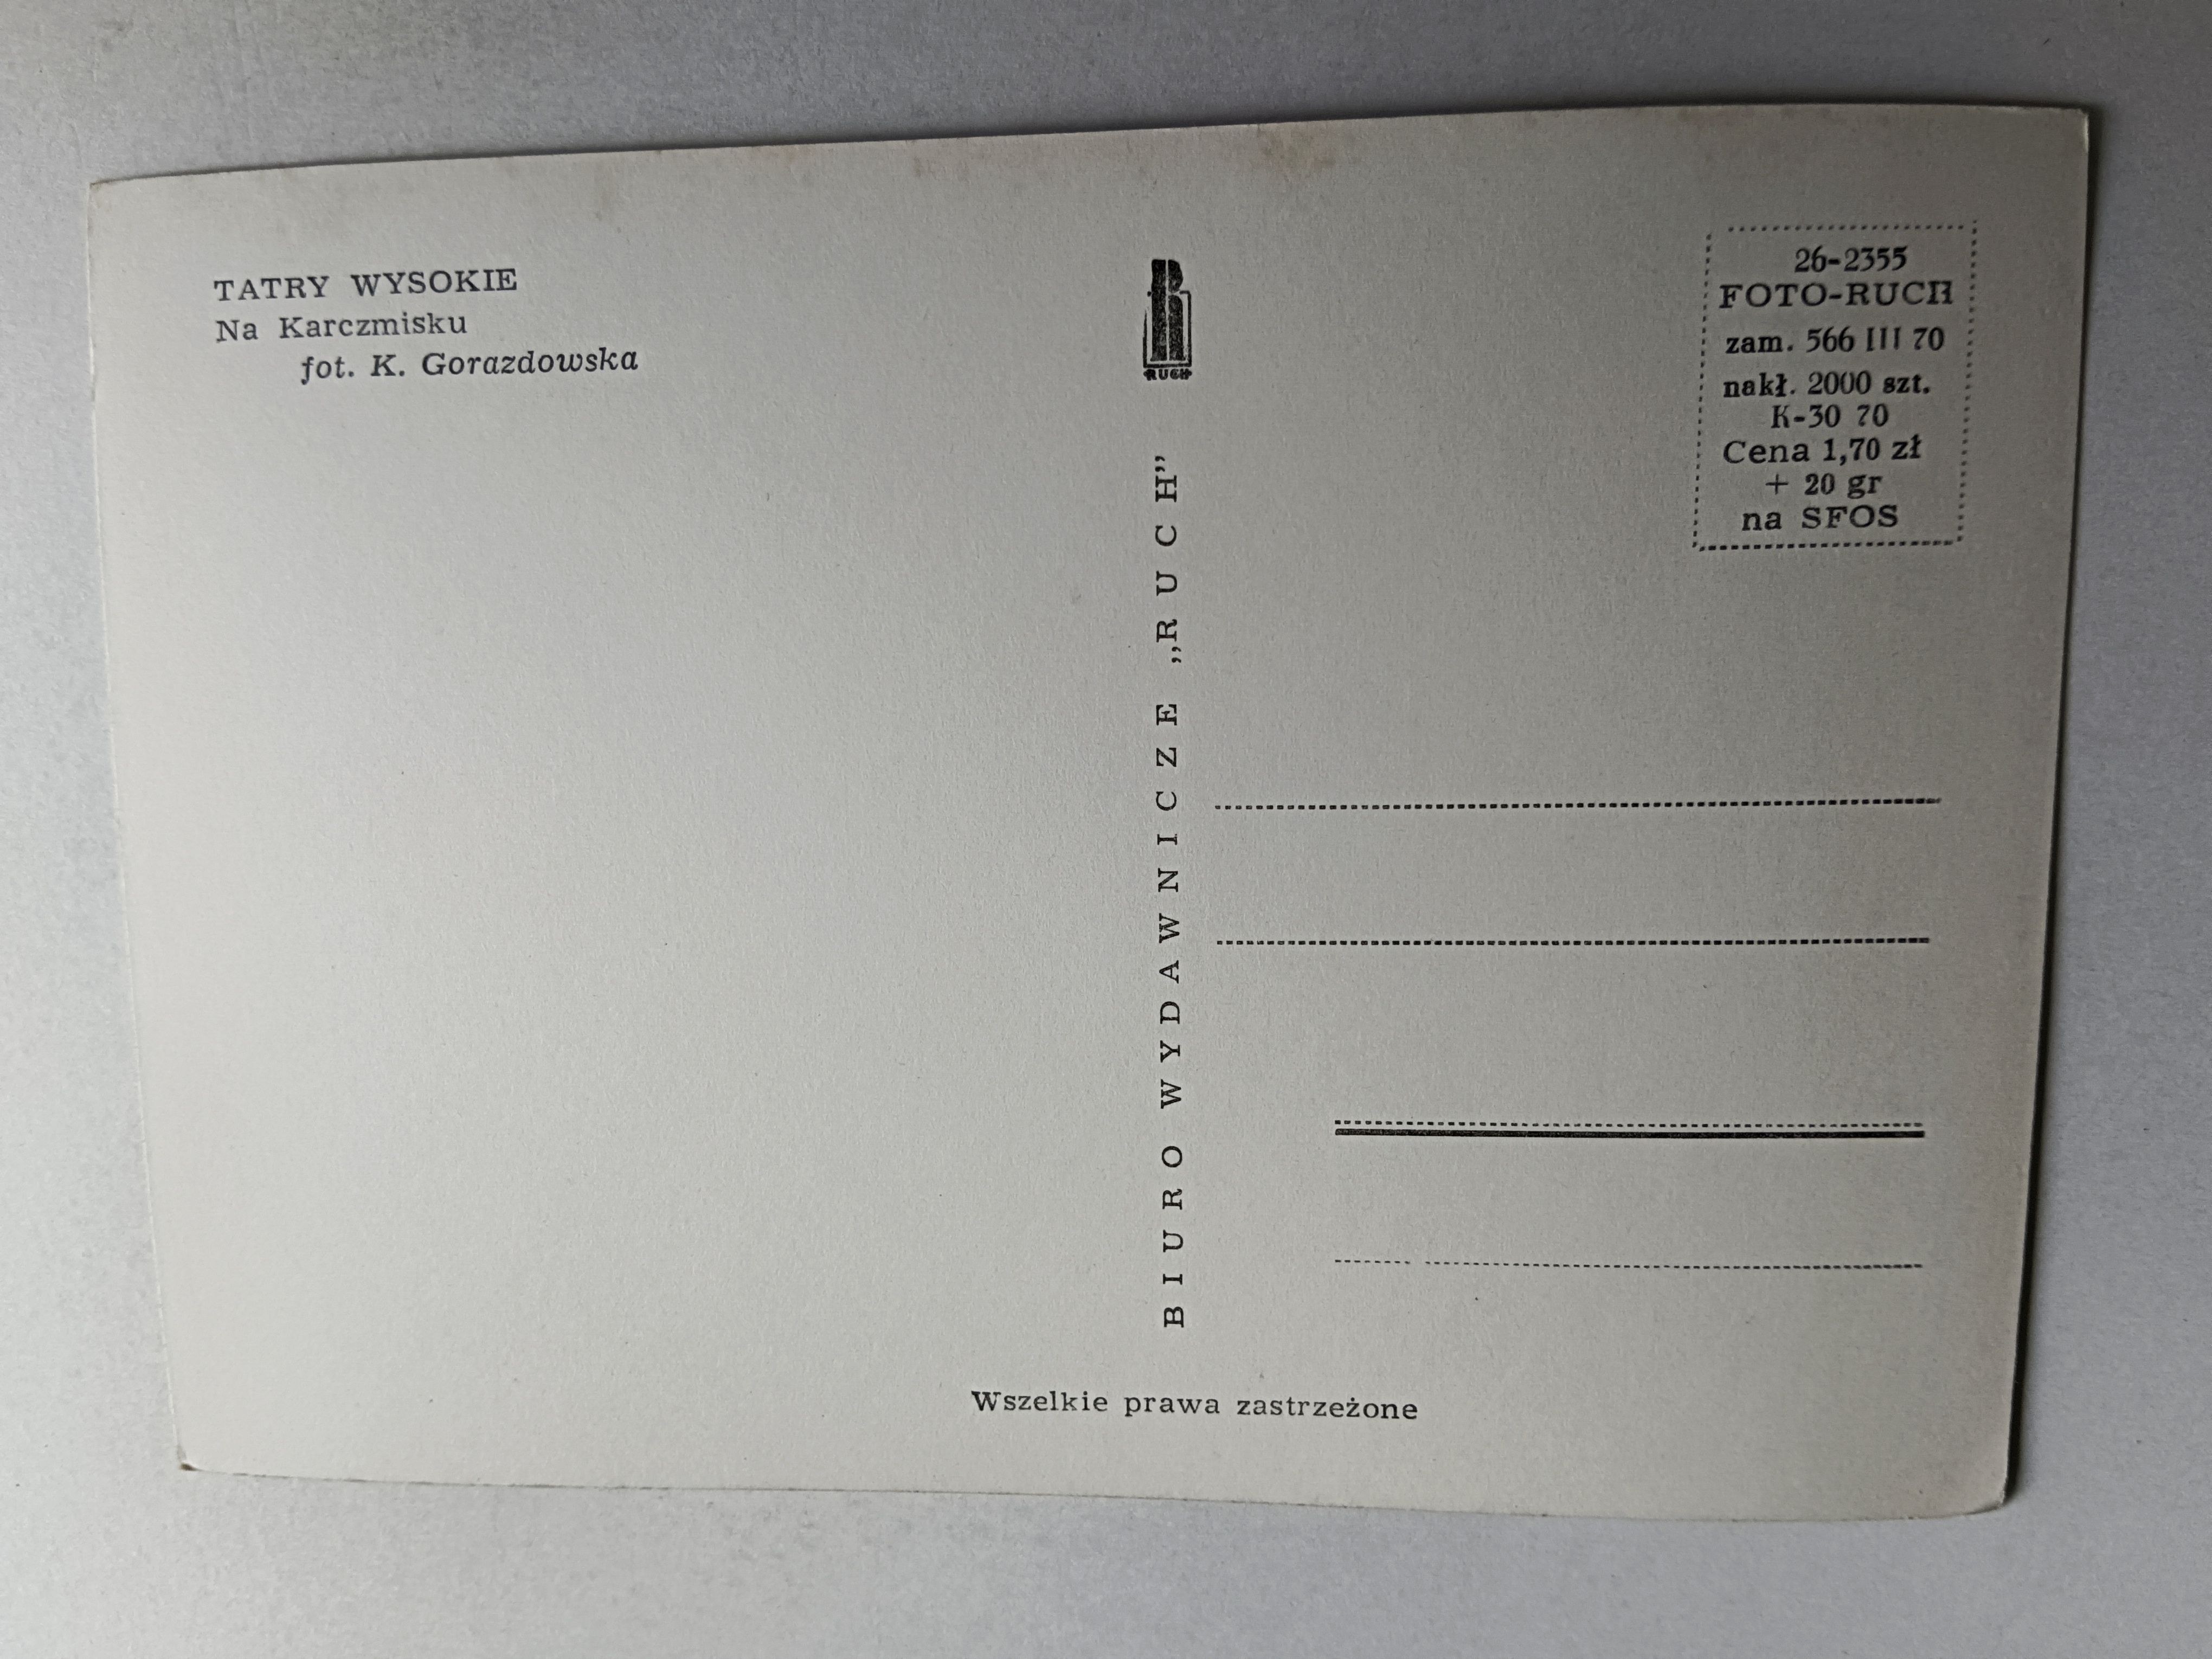 TATRY WYSOKIE
Na Karczmisku
fot. K. Gorazdowska
RUCH
BIURO WYDAWNICZE „RUCH”
26-2355
FOTO-RUCH
zam. 566 III 70
nakł. 2000 szt.
K-30 70
Cena 1,70 zł
+ 20 gr
na SFOS
Wszelkie prawa zastrzeżone